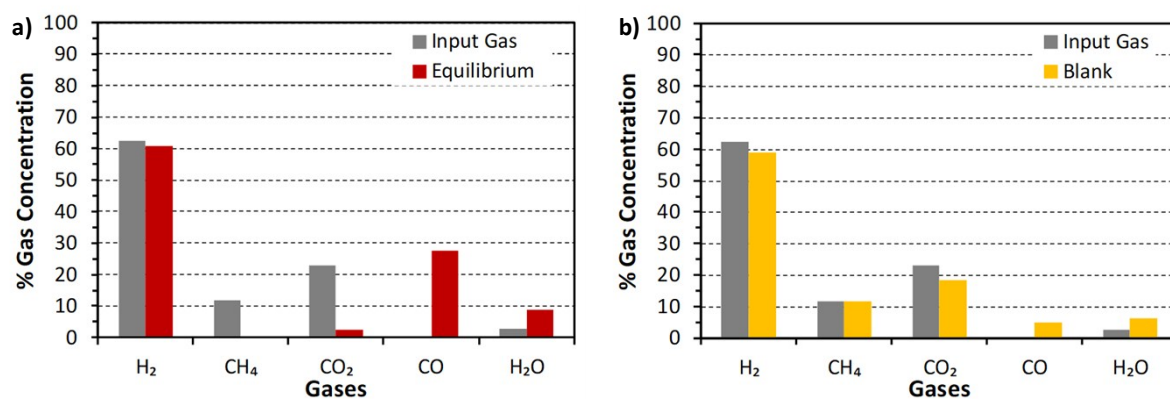 a)
% Gas Concentration
100
90
80
70
60
50
40
30
20
10
0
Input Gas
Equilibrium
H₂ CH₄ CO₂ CO H₂O
Gases
b)
% Gas Concentration
100
90
80
70
60
50
40
30
20
10
0
Input Gas
Blank
H₂ CH₄ CO₂ CO H₂O
Gases